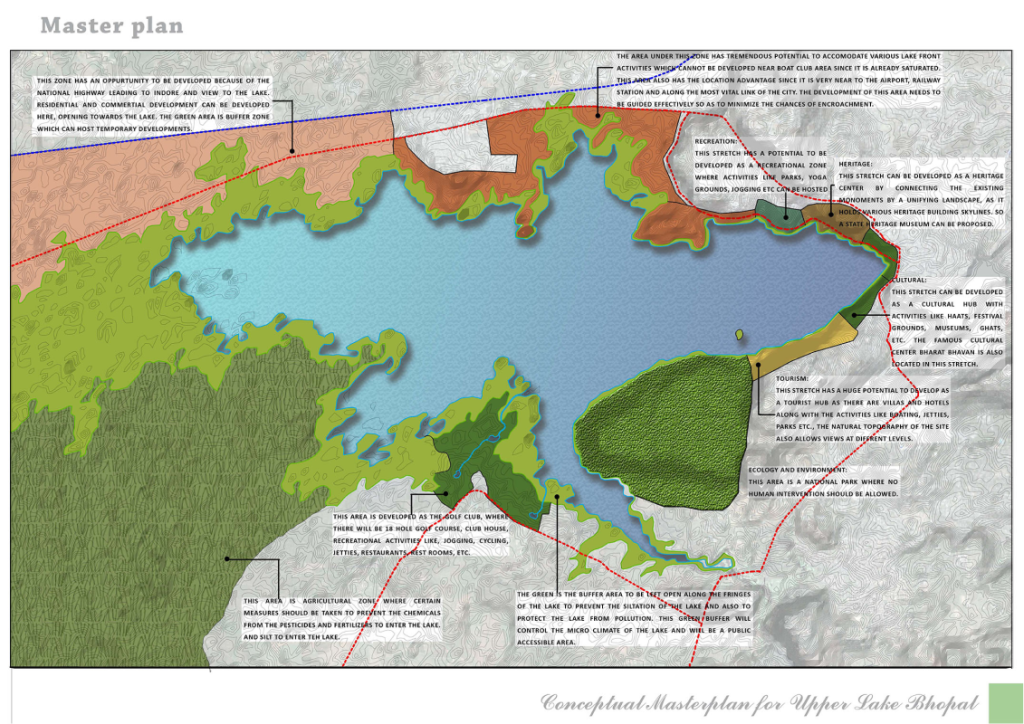 Master plan
THIS ZONE HAS AN OPPURTUNITY TO BE DEVELOPED BECAUSE OF THE
NATIONAL HIGHWAY LEADING TO INDORE AND VIEW TO THE LAKE.
RESIDENTIAL AND COMMERTIAL DEVELOPMENT CAN BE DEVELOPED
HERE, OPENING TOWARDS THE LAKE. THE GREEN AREA IS BUFFER ZONE
WHICH CAN HOST TEMPORARY DEVELOPMENTS.
THE AREA UNDER THIS ZONE HAS TREMENDOUS POTENTIAL TO ACCOMODATE VARIOUS LAKE FRONT
ACTIVITIES WHICH CANNOT BE DEVELOPED NEAR BOAT CLUB AREA SINCE IT IS ALREADY SATURATED.
THIS AREA ALSO HAS THE LOCATION ADVANTAGE SINCE IT IS VERY NEAR TO THE AIRPORT, RAILWAY
STATION AND ALONG THE MOST VITAL LINK OF THE CITY. THE DEVELOPMENT OF THIS AREA NEEDS TO
BE GUIDED EFFECTIVELY SO AS TO MINIMIZE THE CHANCES OF ENCROACHMENT.
RECREATION:
THIS STRETCH HAS A POTENTIAL TO BE
DEVELOPED AS A RECREATIONAL ZONE
WHERE ACTIVITIES LIKE PARKS, YOGA
GROUNDS, JOGGING ETC CAN BE HOSTED
HERITAGE:
THIS STRETCH CAN BE DEVELOPED AS A HERITAGE
CENTER BY CONNECTING THE EXISTING
MONOMENTS BY A UNIFYING LANDSCAPE, AS IT
HOLDS VARIOUS HERITAGE BUILDING SKYLINES. SO
A STATE HERITAGE MUSEUM CAN BE PROPOSED.
CULTURAL:
THIS STRETCH CAN BE DEVELOPED
AS A CULTURAL HUB WITH
ACTIVITIES LIKE HAATS, FESTIVAL
GROUNDS, MUSEUMS, GHATS,
ETC. THE FAMOUS CULTURAL
CENTER BHARAT BHAVAN IS ALSO
LOCATED IN THIS STRETCH.
TOURISM:
THIS STRETCH HAS A HUGE POTENTIAL TO DEVELOP AS
A TOURIST HUB AS THERE ARE VILLAS AND HOTELS
ALONG WITH THE ACTIVITIES LIKE BOATING, JETTIES,
PARKS ETC., THE NATURAL TOPOGRAPHY OF THE SITE
ALSO ALLOWS VIEWS AT DIFFRENT LEVELS.
ECOLOGY AND ENVIRONMENT:
THIS AREA IS A NATIONAL PARK WHERE NO
HUMAN INTERVENTION SHOULD BE ALLOWED.
THIS AREA IS DEVELOPED AS THE GOLF CLUB, WHERE
THERE WILL BE 18 HOLE GOLF COURSE, CLUB HOUSE,
RECREATIONAL ACTIVITIES LIKE, JOGGING, CYCLING,
JETTIES, RESTAURANTS, REST ROOMS, ETC.
THIS AREA IS AGRICULTURAL ZONE WHERE CERTAIN
MEASURES SHOULD BE TAKEN TO PREVENT THE CHEMICALS
FROM THE PESTICIDES AND FERTILIZERS TO ENTER THE LAKE.
AND SILT TO ENTER TEH LAKE.
THE GREEN IS THE BUFFER AREA TO BE LEFT OPEN ALONG THE FRINGES
OF THE LAKE TO PREVENT THE SILTATION OF THE LAKE AND ALSO TO
PROTECT THE LAKE FROM POLLUTION. THIS GREEN BUFFER WILL
CONTROL THE MICRO CLIMATE OF THE LAKE AND WILL BE A PUBLIC
ACCESSIBLE AREA.
Conceptual Masterplan for Upper Lake Bhopal